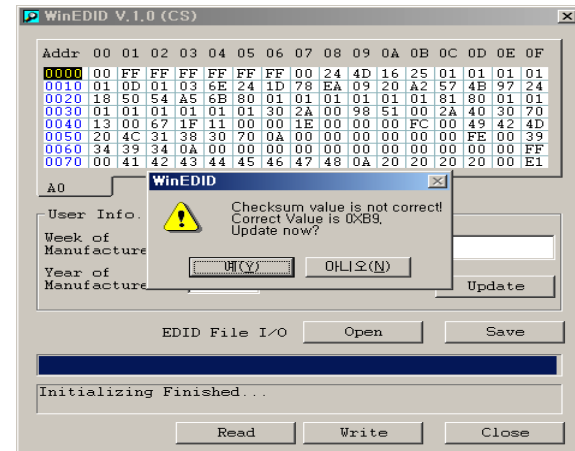 WinEDID V.1.0 (CS)
Addr 00 01 02 03 04 05 06 07 08 09 0A 0B 0C 0D 0E 0F
0000 00 FF FF FF FF FF FF 00 24 4D 16 25 01 01 01 01
0010 01 0D 01 03 6E 24 1D 78 EA 09 20 A2 57 4B 97 24
0020 18 50 54 A5 6B 80 01 01 01 01 01 01 81 80 01 01
0030 01 01 01 01 01 01 30 2A 00 98 51 00 2A 40 30 70
0040 13 00 67 1F 11 00 00 1E 00 00 00 FC 00 49 42 4D
0050 20 4C 31 38 30 70 0A 00 00 00 00 00 00 FE 00 39
0060 34 39 34 0A 00 00 00 00 00 00 00 00 00 00 00 FF
0070 00 41 42 43 44 45 46 47 48 0A 20 20 20 20 00 E1
A0
WinEDID
Checksum value is not correct!
Correct Value is 0XB9,
Update now?
예(Y) 아니오(N)
User Info.
Week of
Manufacture
Year of
Manufacture
Update
EDID File I/O Open Save
Initializing Finished...
Read Write Close